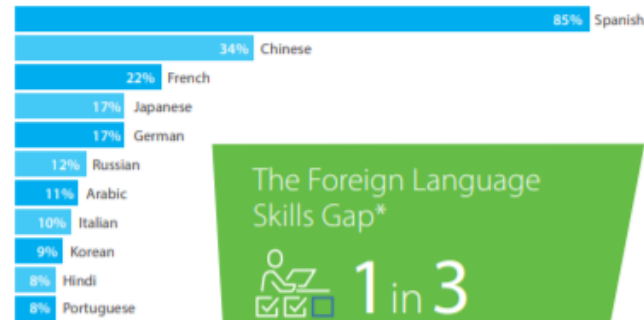 85% Spanish
34% Chinese
22% French
17% Japanese
17% German
12% Russian
11% Arabic
10% Italian
9% Korean
8% Hindi
8% Portuguese
The Foreign Language
Skills Gap*
1 in 3